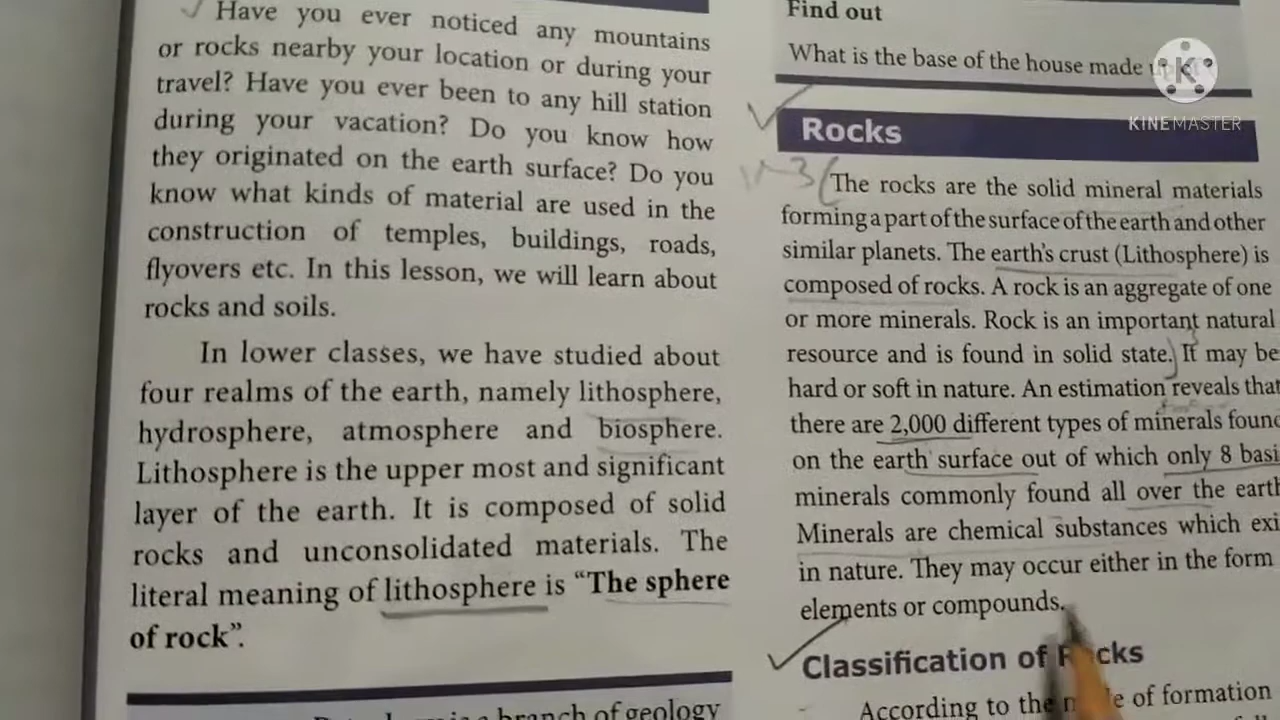 Have you ever noticed any mountains
or rocks nearby your location or during your
travel? Have you ever been to any hill station
during your vacation? Do you know how
they originated on the earth surface? Do you
know what kinds of material are used in the
construction of temples, buildings, roads,
flyovers etc. In this lesson, we will learn about
rocks and soils.
In lower classes, we have studied about
four realms of the earth, namely lithosphere,
hydrosphere, atmosphere and biosphere.
Lithosphere is the upper most and significant
layer of the earth. It is composed of solid
rocks and unconsolidated materials. The
literal meaning of lithosphere is “The sphere
of rock”.
branch of geology
Find out
What is the base of the house made
KINEMASTER
Rocks
The rocks are the solid mineral materials
forming a part of the surface of the earth and other
similar planets. The earth's crust (Lithosphere) is
composed of rocks. A rock is an aggregate of one
or more minerals. Rock is an important natural
resource and is found in solid state. It may be
hard or soft in nature. An estimation reveals that
there are 2,000 different types of minerals found
on the earth surface out of which only 8 basi
minerals commonly found all over the earth
Minerals are chemical substances which exi
in nature. They may occur either in the form
elements or compounds.
Classification of Rocks
According to the of formation